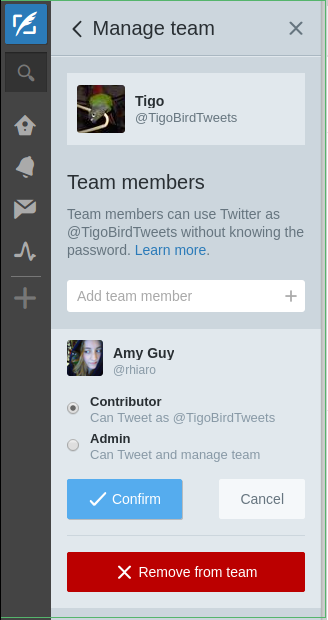 Manage team
Tigo
@TigoBirdTweets
Team members
Team members can use Twitter as
@TigoBirdTweets without knowing the
password. Learn more.
Add team member
Amy Guy
@rhiaro
Contributor
Can Tweet as @TigoBirdTweets
Admin
Can Tweet and manage team
Confirm
Cancel
Remove from team